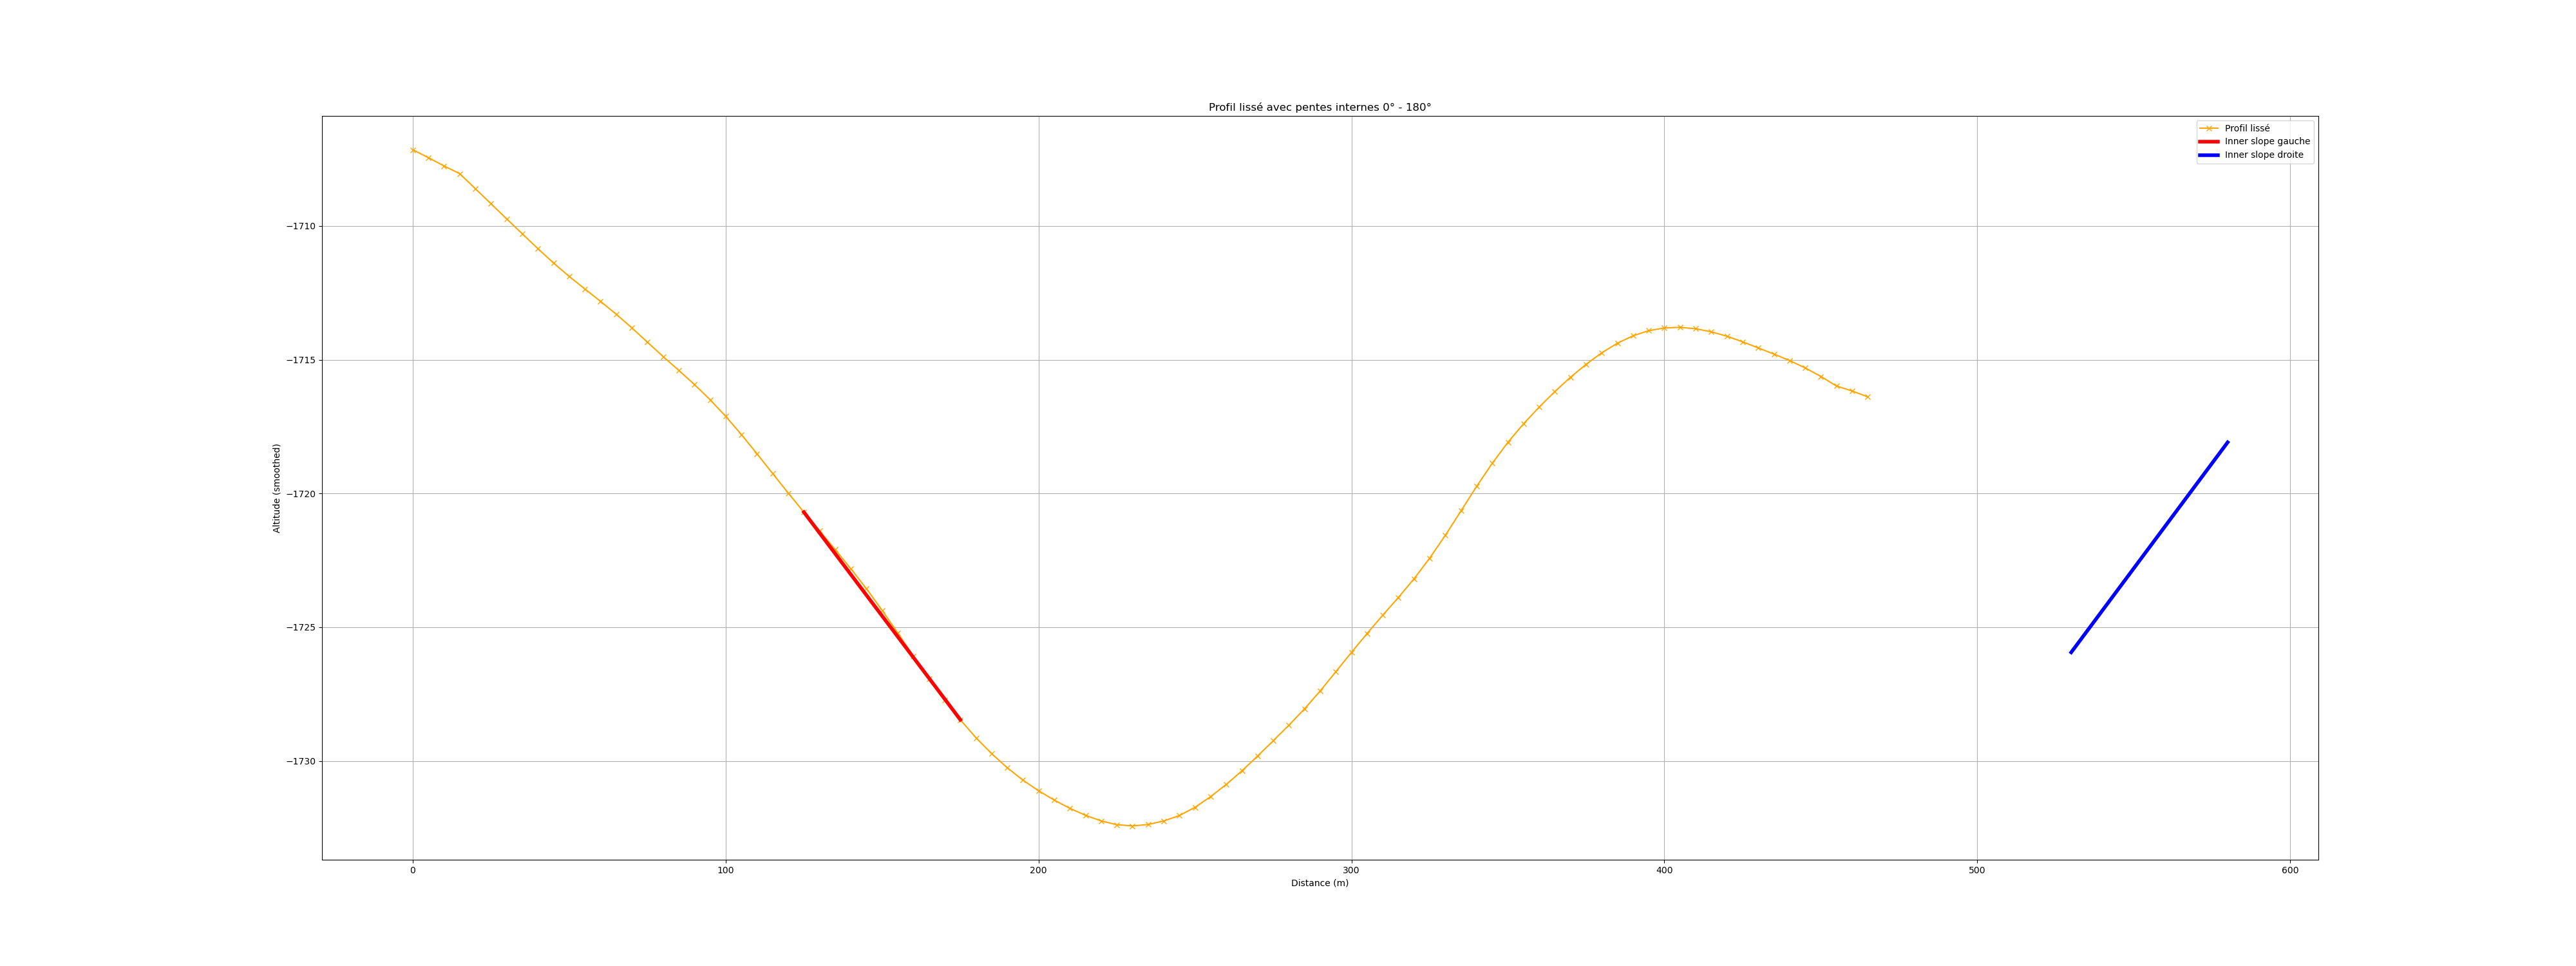 Profil lissé avec pentes internes 0° - 180°
Profil lissé
Inner slope gauche
Inner slope droite
Altitude (smoothed)
−1710
−1715
−1720
−1725
−1730
0 100 200 300 400 500 600
Distance (m)